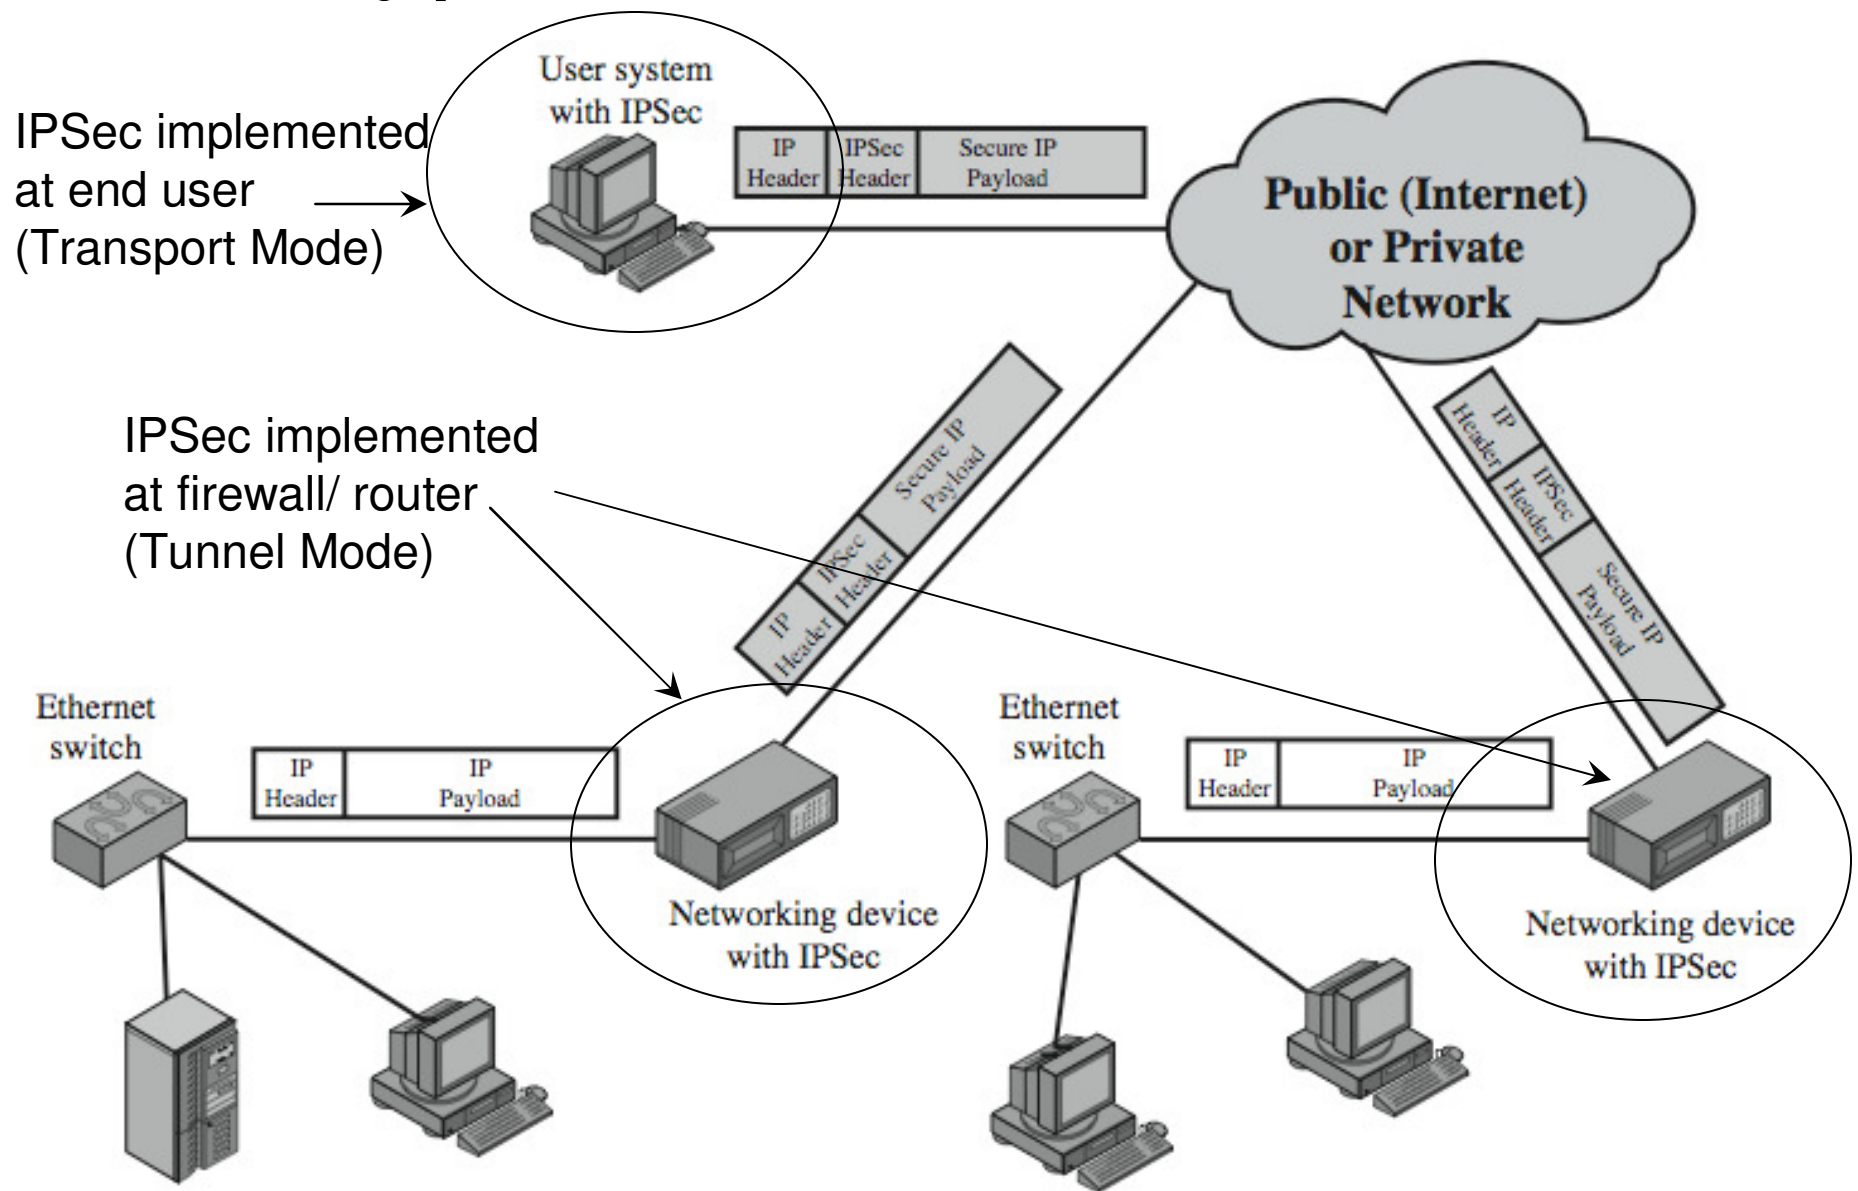 User system
with IPSec
IPSec implemented
at end user
(Transport Mode)
IP
Header
IPSec
Header
Secure IP
Payload
Public (Internet)
or Private
Network
IPSec implemented
at firewall/ router
(Tunnel Mode)
IP
Header
IPSec
Header
Secure IP
Payload
IP
Header
IPSec
Header
Secure IP
Payload
Ethernet
switch
IP
Header
IP
Payload
Networking device
with IPSec
Ethernet
switch
IP
Header
IP
Payload
Networking device
with IPSec